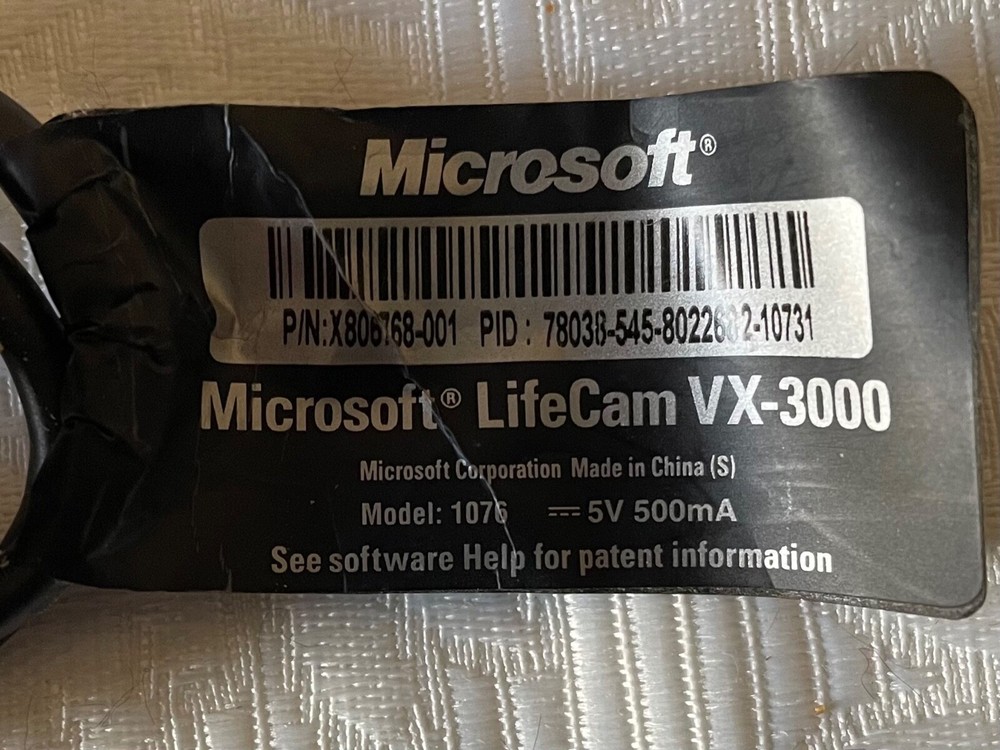 Microsoft®
P/N:X806768-001 PID :
Microsoft® LifeCam VX-3000
Microsoft Corporation Made in China (S)
Model: 1076 ⎓ 5V 500mA
See software Help for patent information